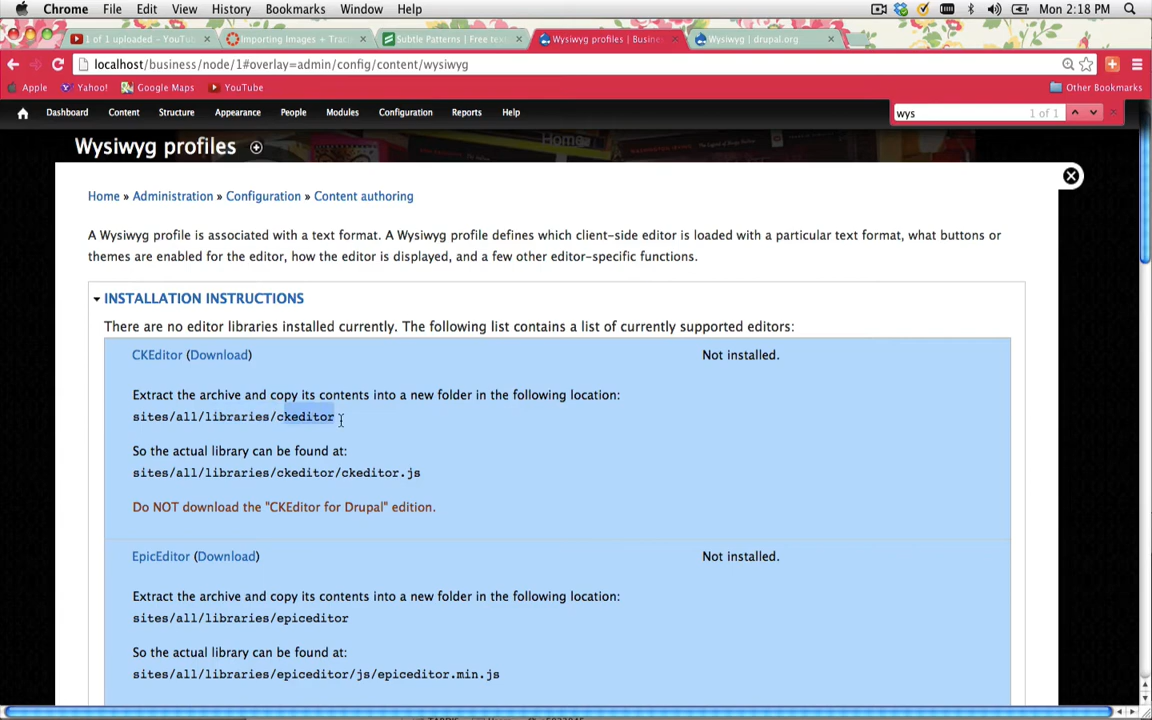 Chrome File Edit View History Bookmarks Window Help Mon 2:18 PM
1 of 1 uploaded - YouTu Importing Images + Tra Subtle Patterns | Free te Wysiwyg profiles | Busine Wysiwyg | drupal.org
localhost/business/node/1#overlay=admin/config/content/wysiwyg
Apple Yahoo! Google Maps YouTube Other Bookmarks
Dashboard Content Structure Appearance People Modules Configuration Reports Help
wys 1 of 1
Home
Wysiwyg profiles
Home » Administration » Configuration » Content authoring
A Wysiwyg profile is associated with a text format. A Wysiwyg profile defines which client-side editor is loaded with a particular text format, what buttons or
themes are enabled for the editor, how the editor is displayed, and a few other editor-specific functions.
INSTALLATION INSTRUCTIONS
There are no editor libraries installed currently. The following list contains a list of currently supported editors:
CKEditor (Download) Not installed.
Extract the archive and copy its contents into a new folder in the following location:
sites/all/libraries/ckeditor
So the actual library can be found at:
sites/all/libraries/ckeditor/ckeditor.js
Do NOT download the "CKEditor for Drupal" edition.
EpicEditor (Download) Not installed.
Extract the archive and copy its contents into a new folder in the following location:
sites/all/libraries/epiceditor
So the actual library can be found at:
sites/all/libraries/epiceditor/js/epiceditor.min.js